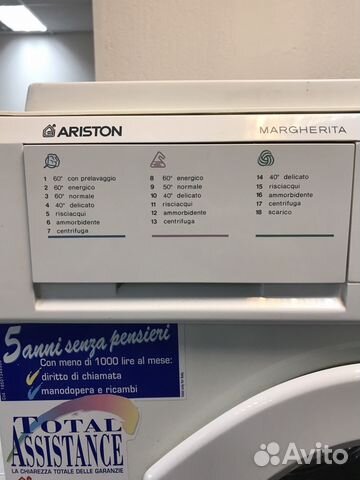 ARISTON
MARGHERITA
1 60° con prelavaggio
2 60° energico
3 60° normale
4 40° delicato
5 risciacqui
6 ammorbidente
7 centrifuga
8 60° energico
9 50° normale
10 40° delicato
11 risciacqui
12 ammorbidente
13 centrifuga
14 40° delicato
15 risciacqui
16 ammorbidente
17 centrifuga
18 scarico
5 anni senza pensieri
Con meno di 1000 lire al mese:
diritto di chiamata
manodopera e ricambi
TOTAL
ASSISTANCE
LA CHIAREZZA TOTALE DELLE GARANZIE
Avito